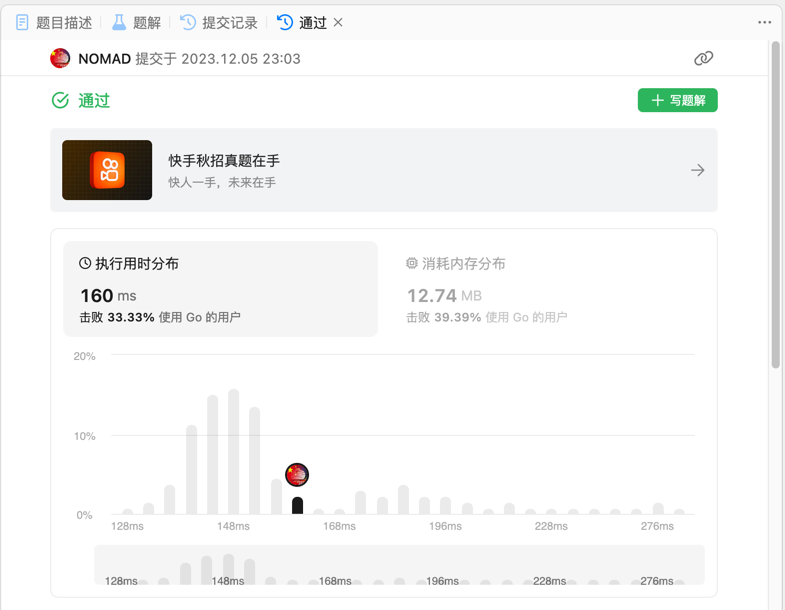 题目描述 题解 提交记录 通过
NOMAD 提交于 2023.12.05 23:03
通过
写题解
快手秋招真题在手
快人一手，未来在手
执行用时分布
160 ms
击败 33.33% 使用 Go 的用户
消耗内存分布
12.74 MB
击败 39.39% 使用 Go 的用户
20%
10%
0%
128ms 148ms 168ms 196ms 228ms 276ms
128ms 148ms 168ms 196ms 228ms 276ms